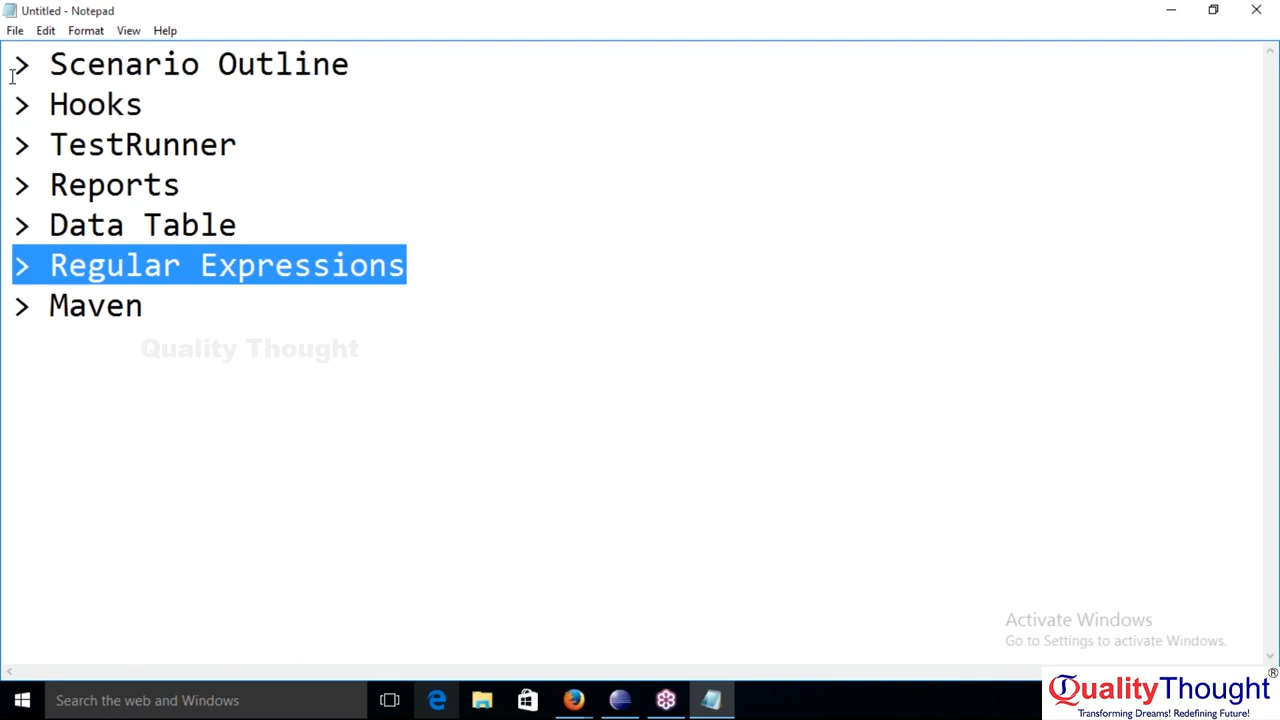 Untitled - Notepad
File Edit Format View Help
> Scenario Outline
> Hooks
> TestRunner
> Reports
> Data Table
> Regular Expressions
> Maven
Quality Thought
Activate Windows
Go to Settings to activate Windows.
Search the web and Windows
QualityThought®
Transforming Dreams! Redefining Future!